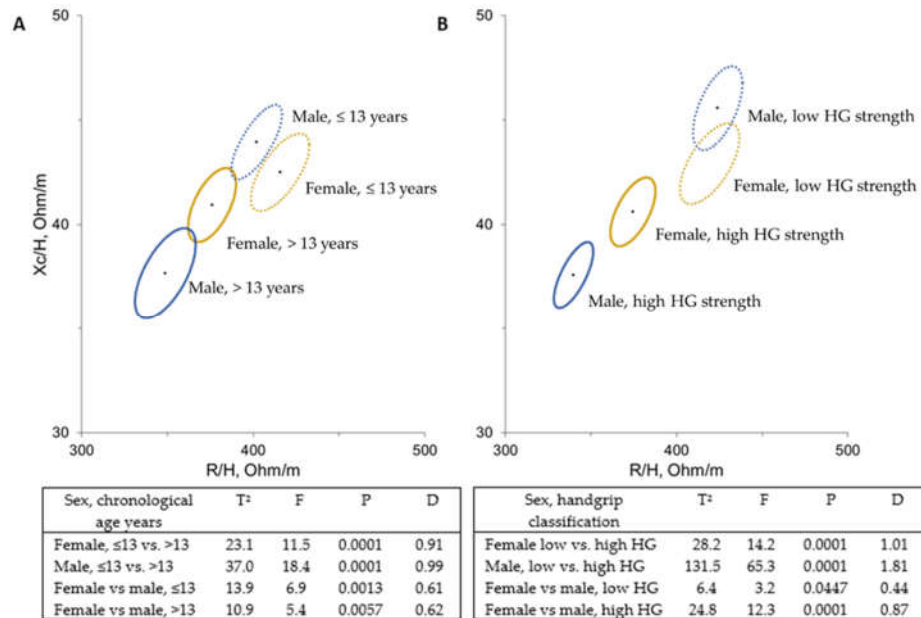 A
50
Xc/H, Ohm/m
40
30
300
400
500
R/H, Ohm/m
Male, ≤ 13 years
Female, ≤ 13 years
Female, > 13 years
Male, > 13 years
B
50
40
30
300
400
500
R/H, Ohm/m
Male, low HG strength
Female, low HG strength
Female, high HG strength
Male, high HG strength
Sex, chronological age years T² F P D
Female, ≤13 vs. >13 23.1 11.5 0.0001 0.91
Male, ≤13 vs. >13 37.0 18.4 0.0001 0.99
Female vs male, ≤13 13.9 6.9 0.0013 0.61
Female vs male, >13 10.9 5.4 0.0057 0.62
Sex, handgrip classification T² F P D
Female low vs. high HG 28.2 14.2 0.0001 1.01
Male, low vs. high HG 131.5 65.3 0.0001 1.81
Female vs male, low HG 6.4 3.2 0.0447 0.44
Female vs male, high HG 24.8 12.3 0.0001 0.87